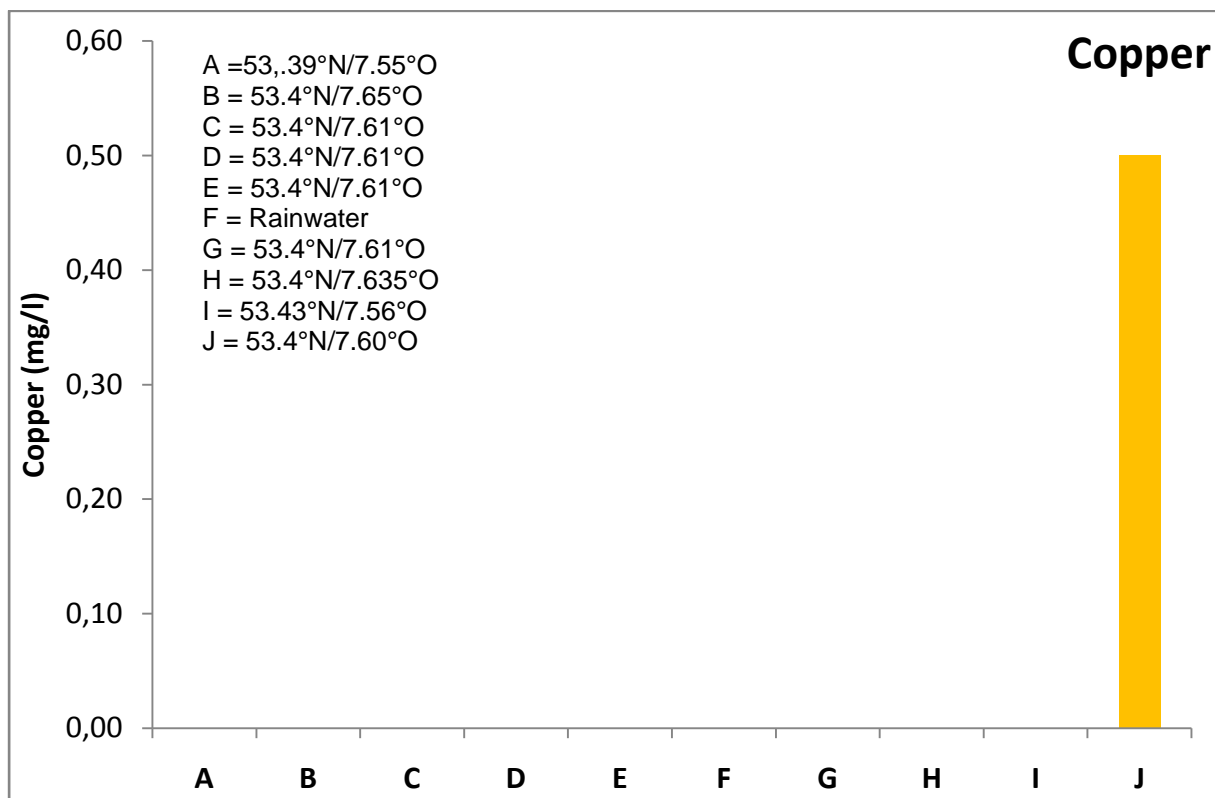 Copper
A =53,.39°N/7.55°O
B = 53.4°N/7.65°O
C = 53.4°N/7.61°O
D = 53.4°N/7.61°O
E = 53.4°N/7.61°O
F = Rainwater
G = 53.4°N/7.61°O
H = 53.4°N/7.635°O
I = 53.43°N/7.56°O
J = 53.4°N/7.60°O
Copper (mg/l)
0,60
0,50
0,40
0,30
0,20
0,10
0,00
A B C D E F G H I J